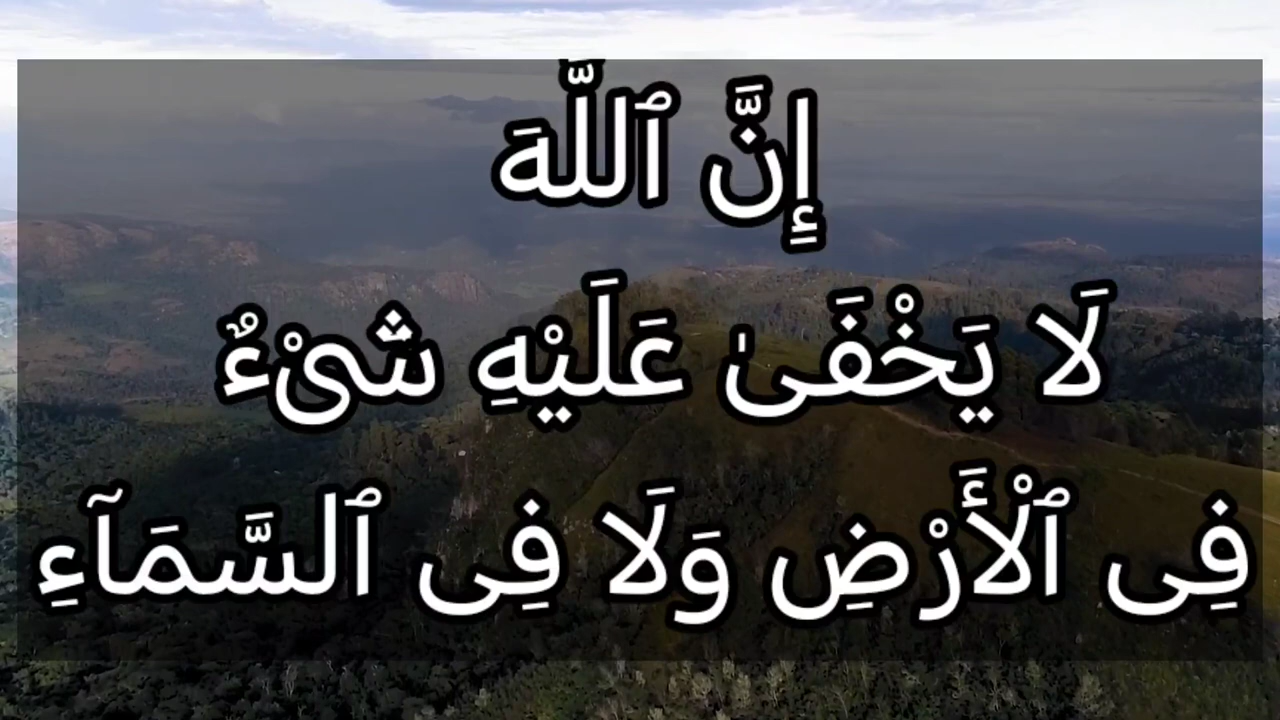 إِنَّ ٱللَّهَ
لَا يَخْفَىٰ عَلَيْهِ شَىْءٌ
فِى ٱلْأَرْضِ وَلَا فِى ٱلسَّمَآءِ